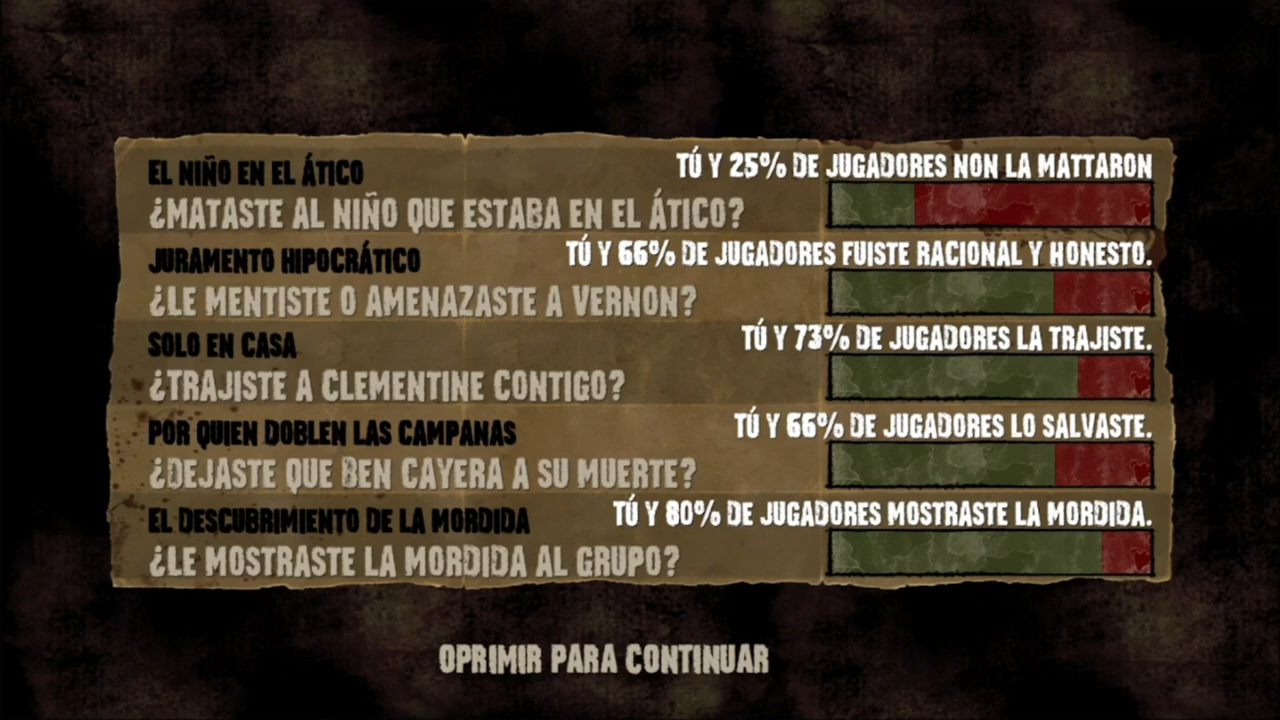 EL NIÑO EN EL ÁTICO
TÚ Y 25% DE JUGADORES NON LA MATTARON
¿MATASTE AL NIÑO QUE ESTABA EN EL ÁTICO?
JURAMENTO HIPOCRÁTICO
TÚ Y 66% DE JUGADORES FUISTE RACIONAL Y HONESTO.
¿LE MENTISTE O AMENAZASTE A VERNON?
SOLO EN CASA
TÚ Y 73% DE JUGADORES LA TRAJISTE.
¿TRAJISTE A CLEMENTINE CONTIGO?
POR QUIEN DOBLEN LAS CAMPANAS
TÚ Y 66% DE JUGADORES LO SALVASTE.
¿DEJASTE QUE BEN CAYERA A SU MUERTE?
EL DESCUBRIMIENTO DE LA MORDIDA
TÚ Y 80% DE JUGADORES MOSTRASTE LA MORDIDA.
¿LE MOSTRASTE LA MORDIDA AL GRUPO?
OPRIMIR PARA CONTINUAR